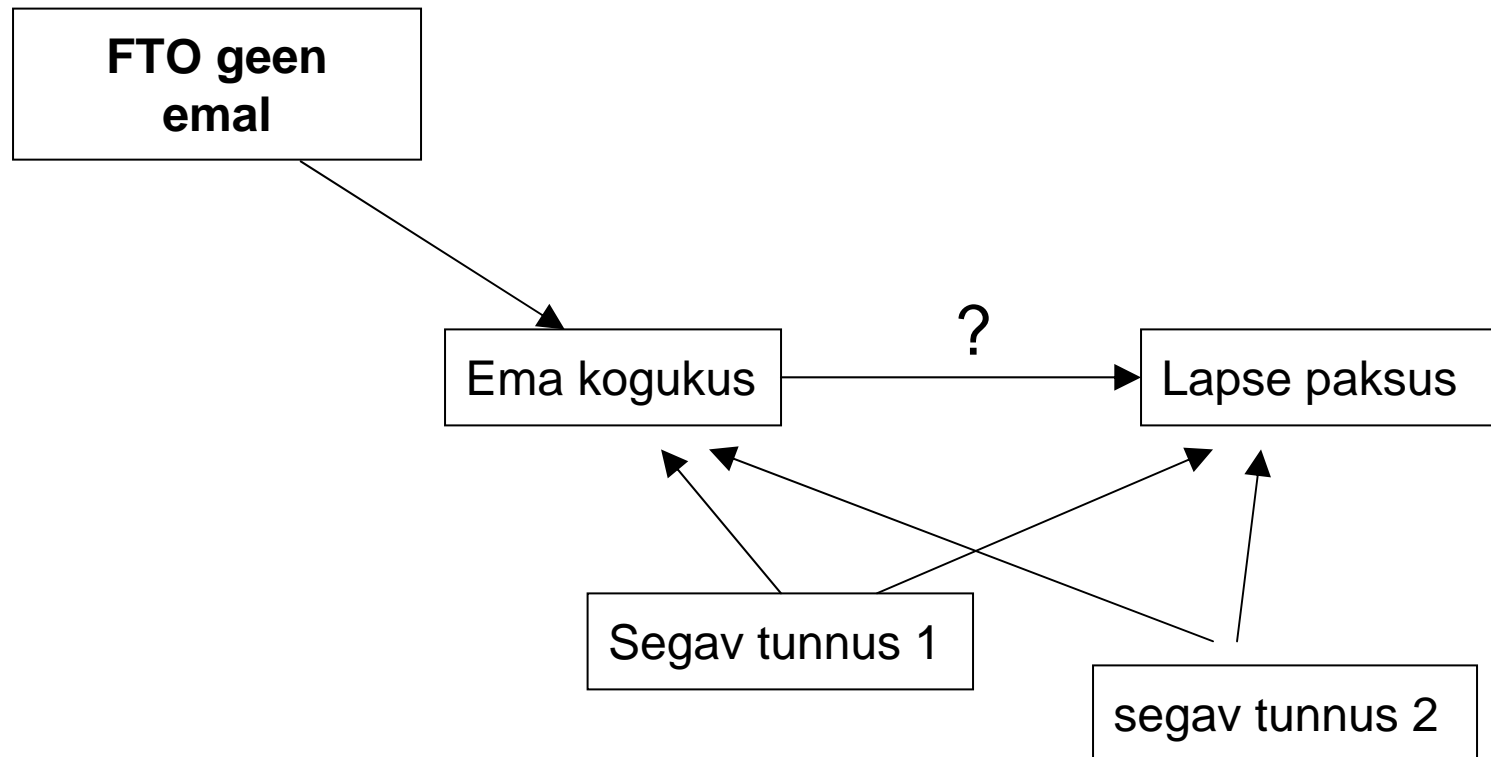 FTO geen
emal
?
Ema kogukus
Lapse paksus
Segav tunnus 1
segav tunnus 2